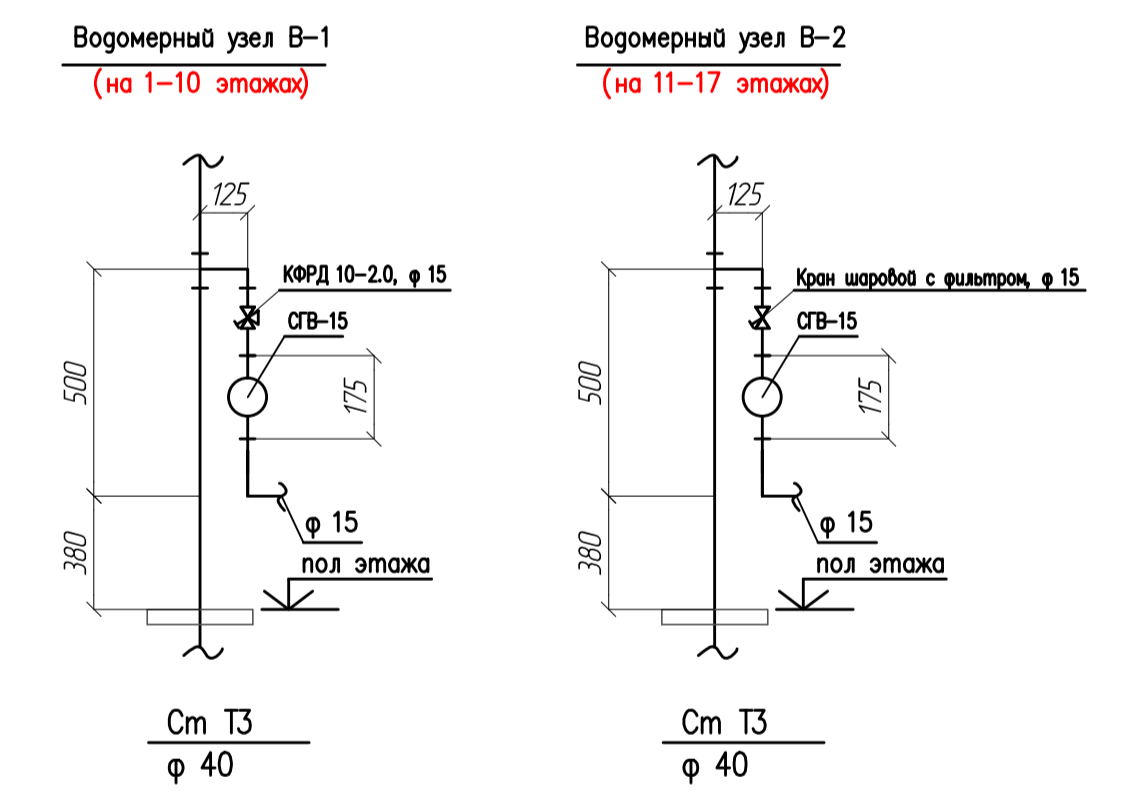 Водомерный узел В-1
(на 1-10 этажах)
125
КФРД 10-2.0, φ 15
СГВ-15
500
175
380
φ 15
пол этажа
Ст Т3
φ 40
Водомерный узел В-2
(на 11-17 этажах)
125
Кран шаровой с фильтром, φ 15
СГВ-15
500
175
380
φ 15
пол этажа
Ст Т3
φ 40